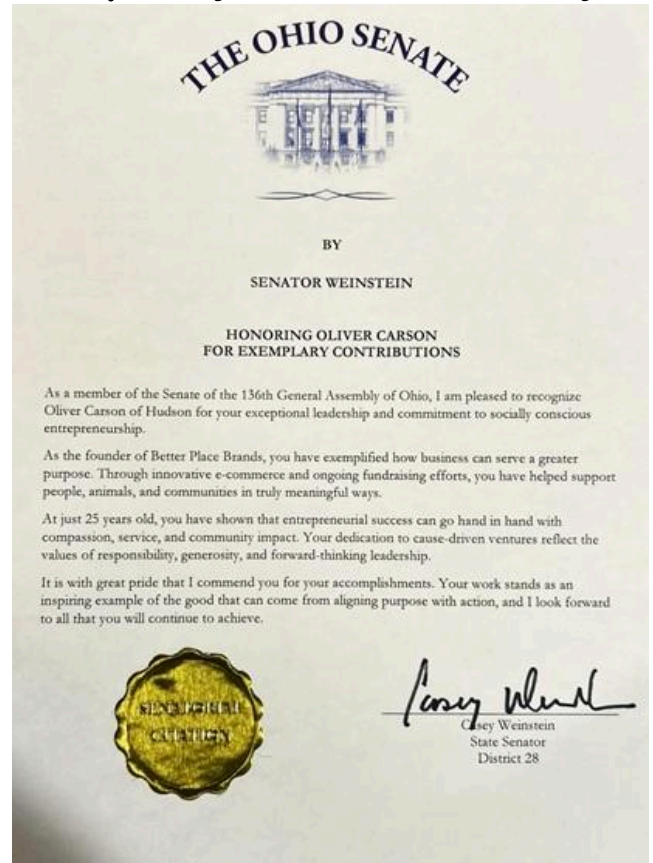 THE OHIO SENATE
BY
SENATOR WEINSTEIN
HONORING OLIVER CARSON
FOR EXEMPLARY CONTRIBUTIONS
As a member of the Senate of the 136th General Assembly of Ohio, I am pleased to recognize
Oliver Carson of Hudson for your exceptional leadership and commitment to socially conscious
entrepreneurship.
As the founder of Better Place Brands, you have exemplified how business can serve a greater
purpose. Through innovative e-commerce and ongoing fundraising efforts, you have helped support
people, animals, and communities in truly meaningful ways.
At just 25 years old, you have shown that entrepreneurial success can go hand in hand with
compassion, service, and community impact. Your dedication to cause-driven ventures reflect the
values of responsibility, generosity, and forward-thinking leadership.
It is with great pride that I commend you for your accomplishments. Your work stands as an
inspiring example of the good that can come from aligning purpose with action, and I look forward
to all that you will continue to achieve.
SENATORIAL
CITATION
Casey Weinstein
State Senator
District 28